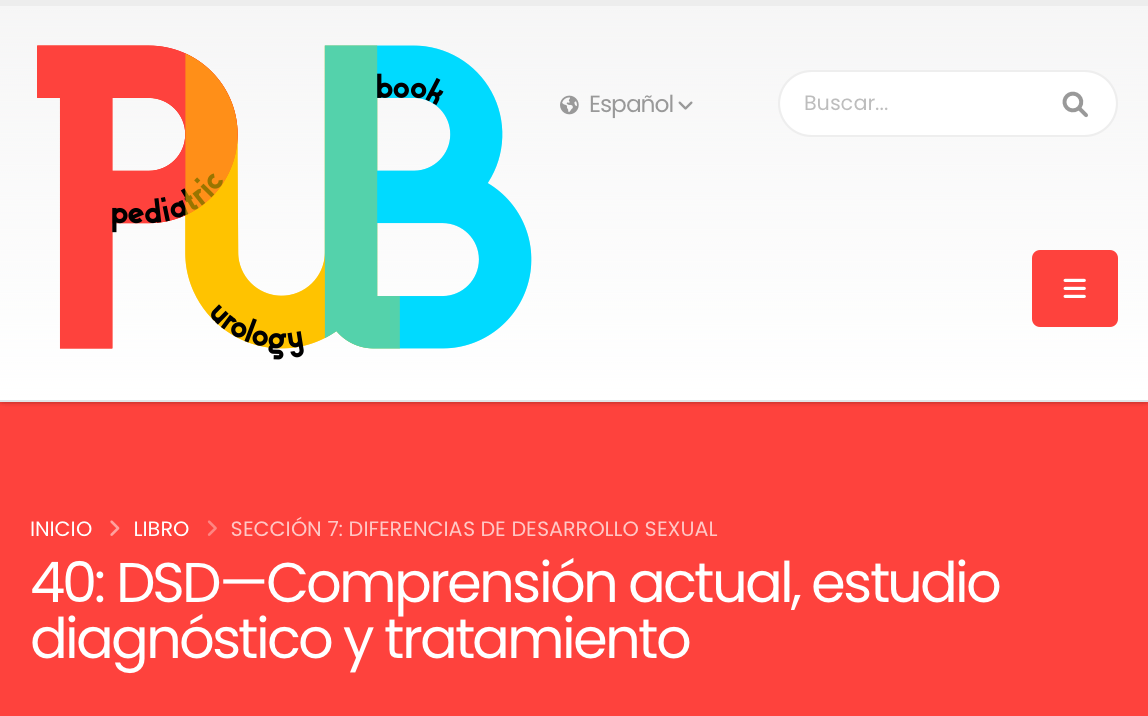 PUB
pediatric
urology
book
Español
Buscar...
INICIO > LIBRO > SECCIÓN 7: DIFERENCIAS DE DESARROLLO SEXUAL
40: DSD—Comprensión actual, estudio
diagnóstico y tratamiento